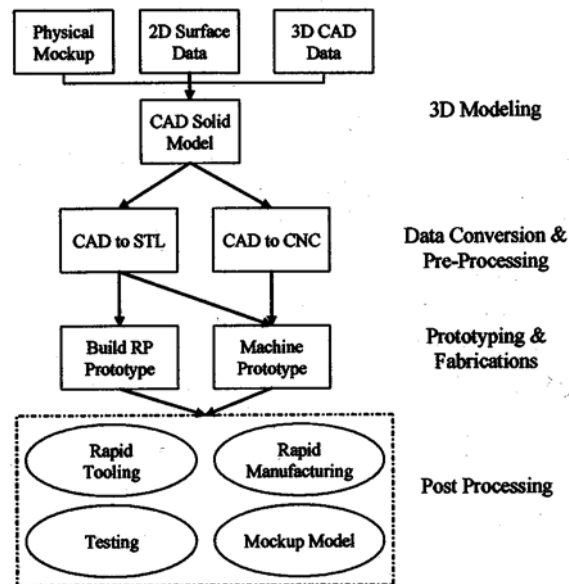 Physical
Mockup
2D Surface
Data
3D CAD
Data
CAD Solid
Model
3D Modeling
CAD to STL
CAD to CNC
Data Conversion &
Pre-Processing
Build RP
Prototype
Machine
Prototype
Prototyping &
Fabrications
Rapid
Tooling
Rapid
Manufacturing
Testing
Mockup Model
Post Processing